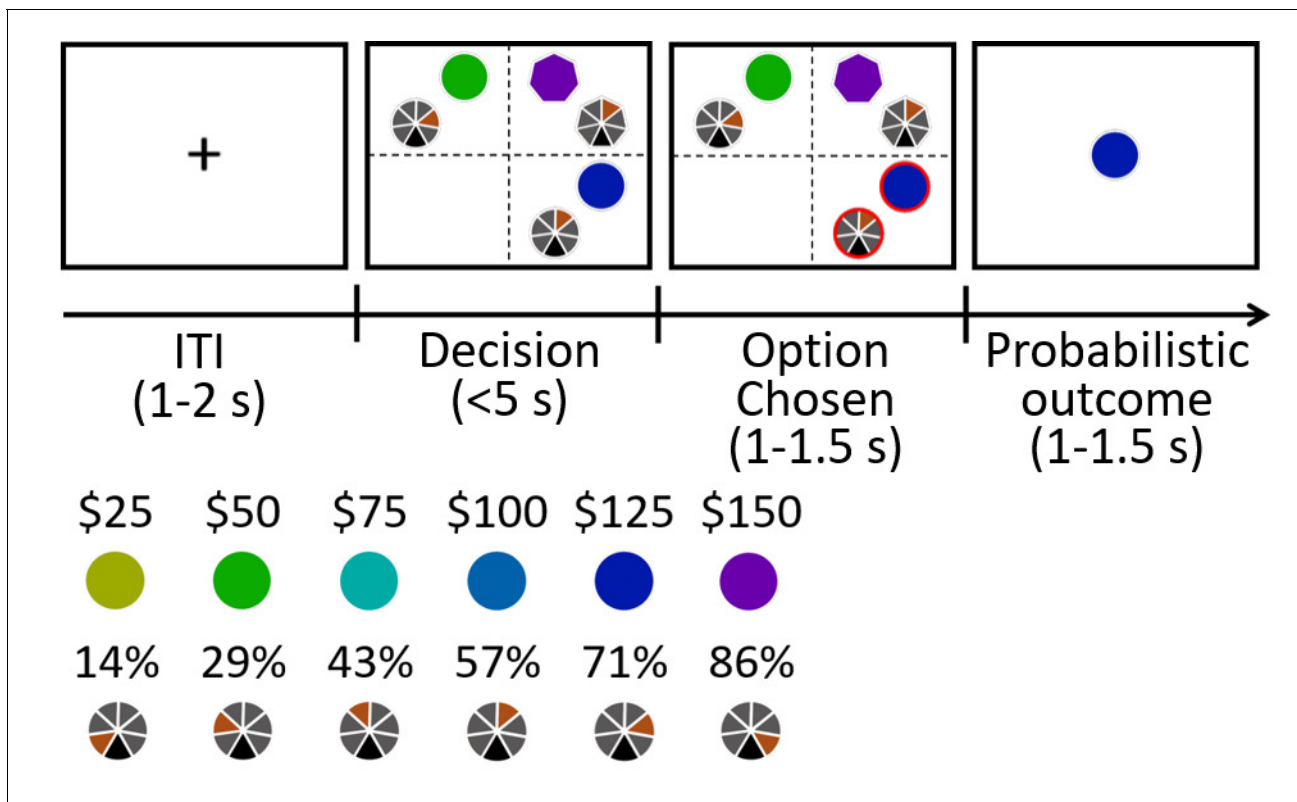 ITI
(1-2 s)
Decision
(<5 s)
Option
Chosen
(1-1.5 s)
Probabilistic
outcome
(1-1.5 s)
$25 $50 $75 $100 $125 $150
14% 29% 43% 57% 71% 86%